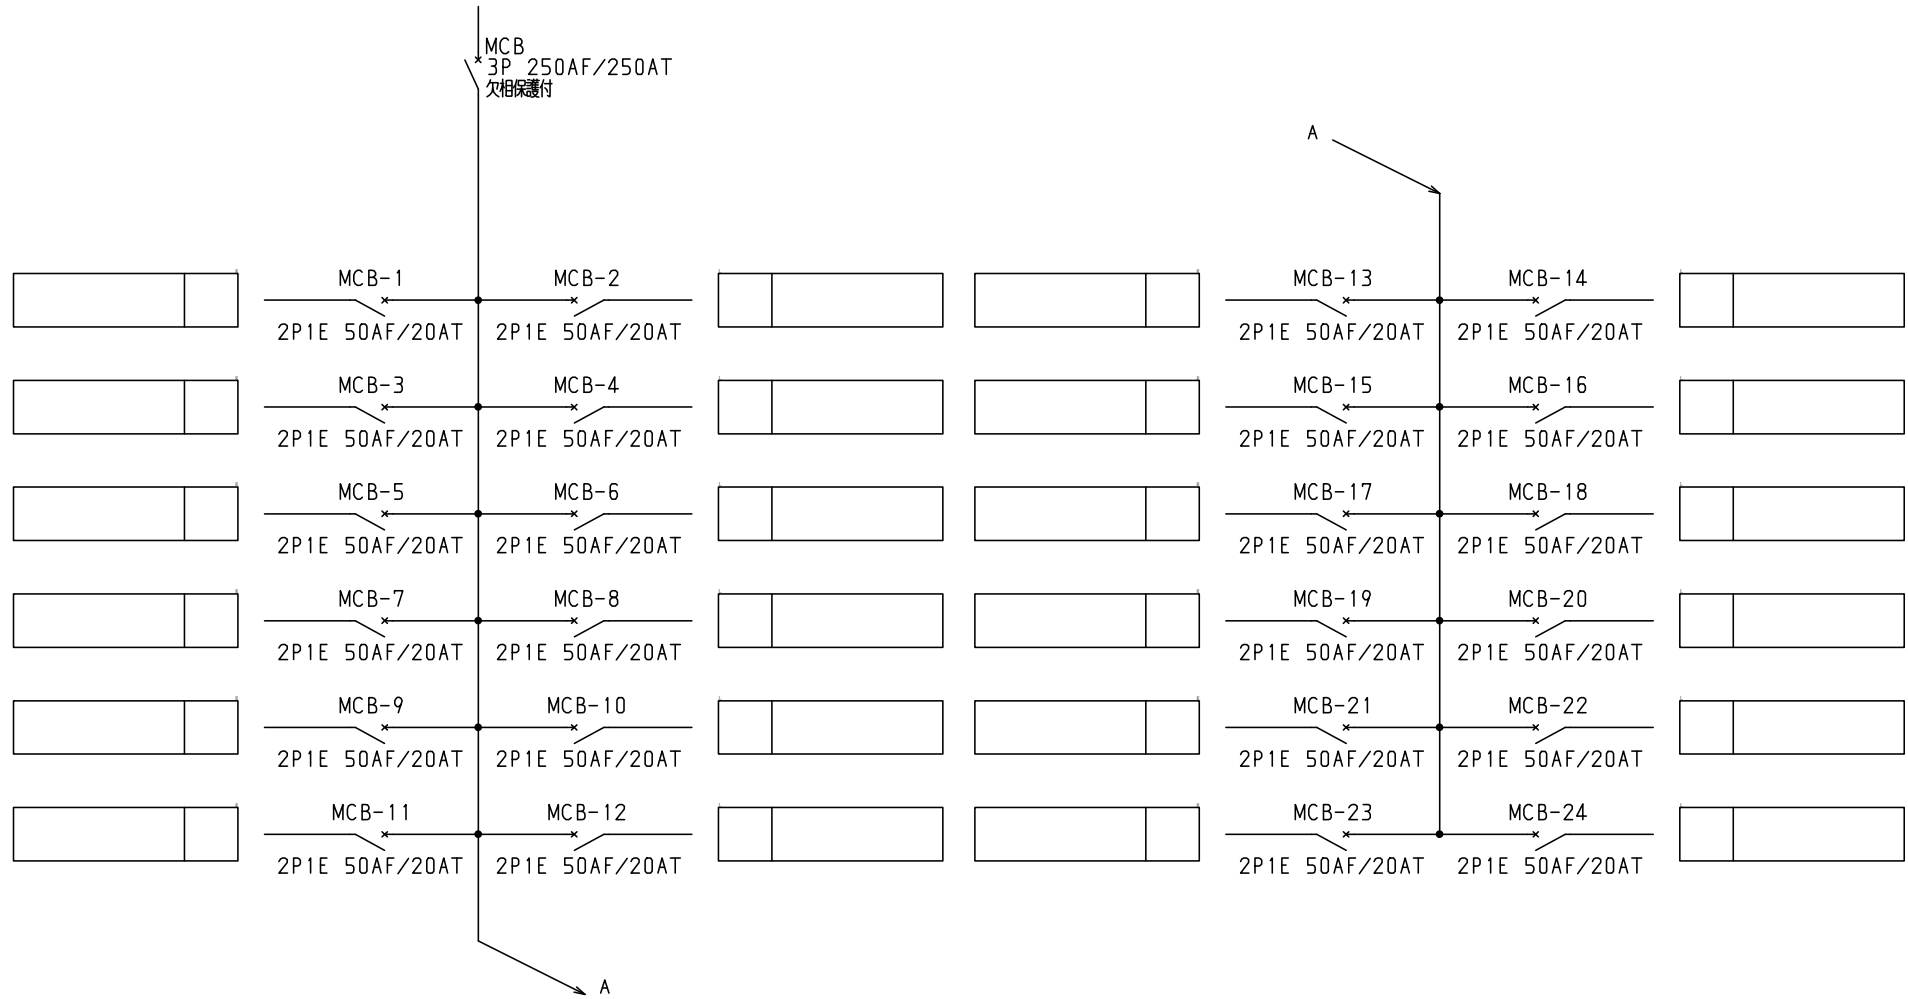 MCB
3P 250AF/250AT
欠相保護付
A
MCB-1 MCB-2 MCB-13 MCB-14
2P1E 50AF/20AT 2P1E 50AF/20AT 2P1E 50AF/20AT 2P1E 50AF/20AT
MCB-3 MCB-4 MCB-15 MCB-16
2P1E 50AF/20AT 2P1E 50AF/20AT 2P1E 50AF/20AT 2P1E 50AF/20AT
MCB-5 MCB-6 MCB-17 MCB-18
2P1E 50AF/20AT 2P1E 50AF/20AT 2P1E 50AF/20AT 2P1E 50AF/20AT
MCB-7 MCB-8 MCB-19 MCB-20
2P1E 50AF/20AT 2P1E 50AF/20AT 2P1E 50AF/20AT 2P1E 50AF/20AT
MCB-9 MCB-10 MCB-21 MCB-22
2P1E 50AF/20AT 2P1E 50AF/20AT 2P1E 50AF/20AT 2P1E 50AF/20AT
MCB-11 MCB-12 MCB-23 MCB-24
2P1E 50AF/20AT 2P1E 50AF/20AT 2P1E 50AF/20AT 2P1E 50AF/20AT
A